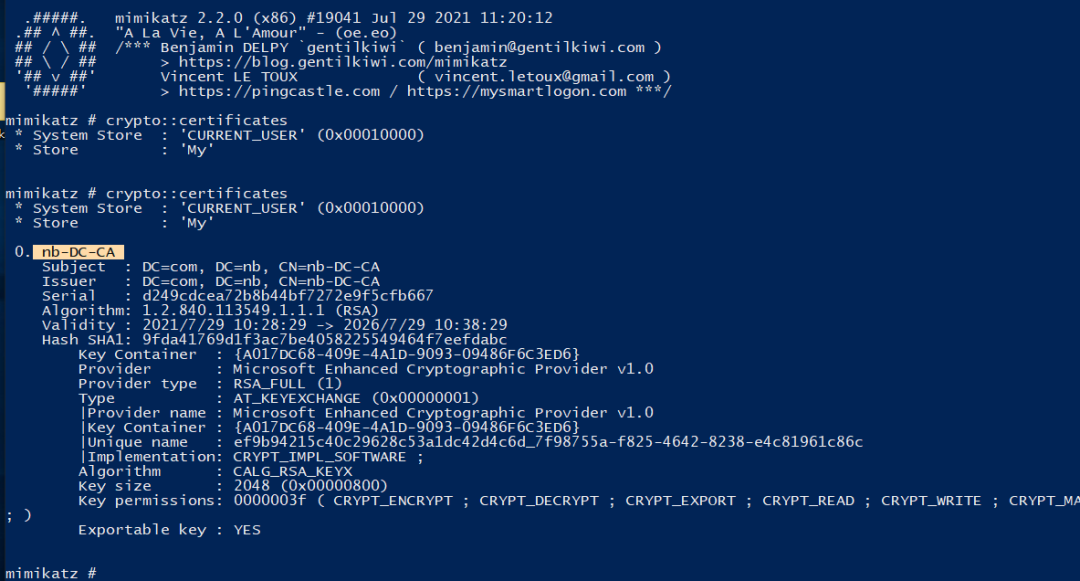 .#####.   mimikatz 2.2.0 (x86) #19041 Jul 29 2021 11:20:12
.## ^ ##.  "A La Vie, A L'Amour" - (oe.eo)
## / \ ##  /*** Benjamin DELPY `gentilkiwi` ( benjamin@gentilkiwi.com )
## \ / ##       > https://blog.gentilkiwi.com/mimikatz
'## v ##'       Vincent LE TOUX             ( vincent.letoux@gmail.com )
'#####'        > https://pingcastle.com / https://mysmartlogon.com ***/
mimikatz # crypto::certificates
* System Store  : 'CURRENT_USER' (0x00010000)
* Store         : 'My'
mimikatz # crypto::certificates
* System Store  : 'CURRENT_USER' (0x00010000)
* Store         : 'My'
0. nb-DC-CA
Subject  : DC=com, DC=nb, CN=nb-DC-CA
Issuer   : DC=com, DC=nb, CN=nb-DC-CA
Serial   : d249cdcea72b8b44bf7272e9f5cfb667
Algorithm: 1.2.840.113549.1.1.1 (RSA)
Validity : 2021/7/29 10:28:29 -> 2026/7/29 10:38:29
Hash SHA1: 9fda41769d1f3ac7be4058225549464f7eefdabc
Key Container  : {A017DC68-409E-4A1D-9093-09486F6C3ED6}
Provider       : Microsoft Enhanced Cryptographic Provider v1.0
Provider type  : RSA_FULL (1)
Type           : AT_KEYEXCHANGE (0x00000001)
|Provider name : Microsoft Enhanced Cryptographic Provider v1.0
|Key Container : {A017DC68-409E-4A1D-9093-09486F6C3ED6}
|Unique name   : ef9b94215c40c29628c53a1dc42d4c6d_7f98755a-f825-4642-8238-e4c81961c86c
|Implementation: CRYPT_IMPL_SOFTWARE ;
Algorithm      : CALG_RSA_KEYX
Key size       : 2048 (0x00000800)
Key permissions: 0000003f ( CRYPT_ENCRYPT ; CRYPT_DECRYPT ; CRYPT_EXPORT ; CRYPT_READ ; CRYPT_WRITE ; CRYPT_MA
; )
Exportable key : YES
mimikatz #